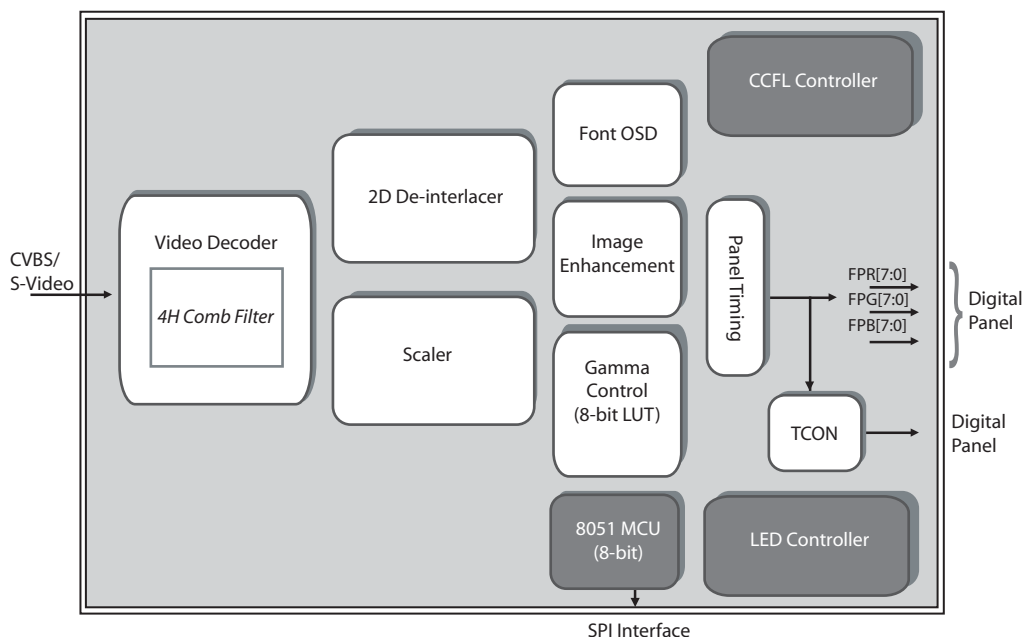 CCFL Controller
Font OSD
2D De-interlacer
Video Decoder
4H Comb Filter
CVBS/
S-Video
Image
Enhancement
Panel Timing
FPR[7:0]
FPG[7:0]
FPB[7:0]
Digital
Panel
Scaler
Gamma
Control
(8-bit LUT)
TCON
Digital
Panel
8051 MCU
(8-bit)
LED Controller
SPI Interface